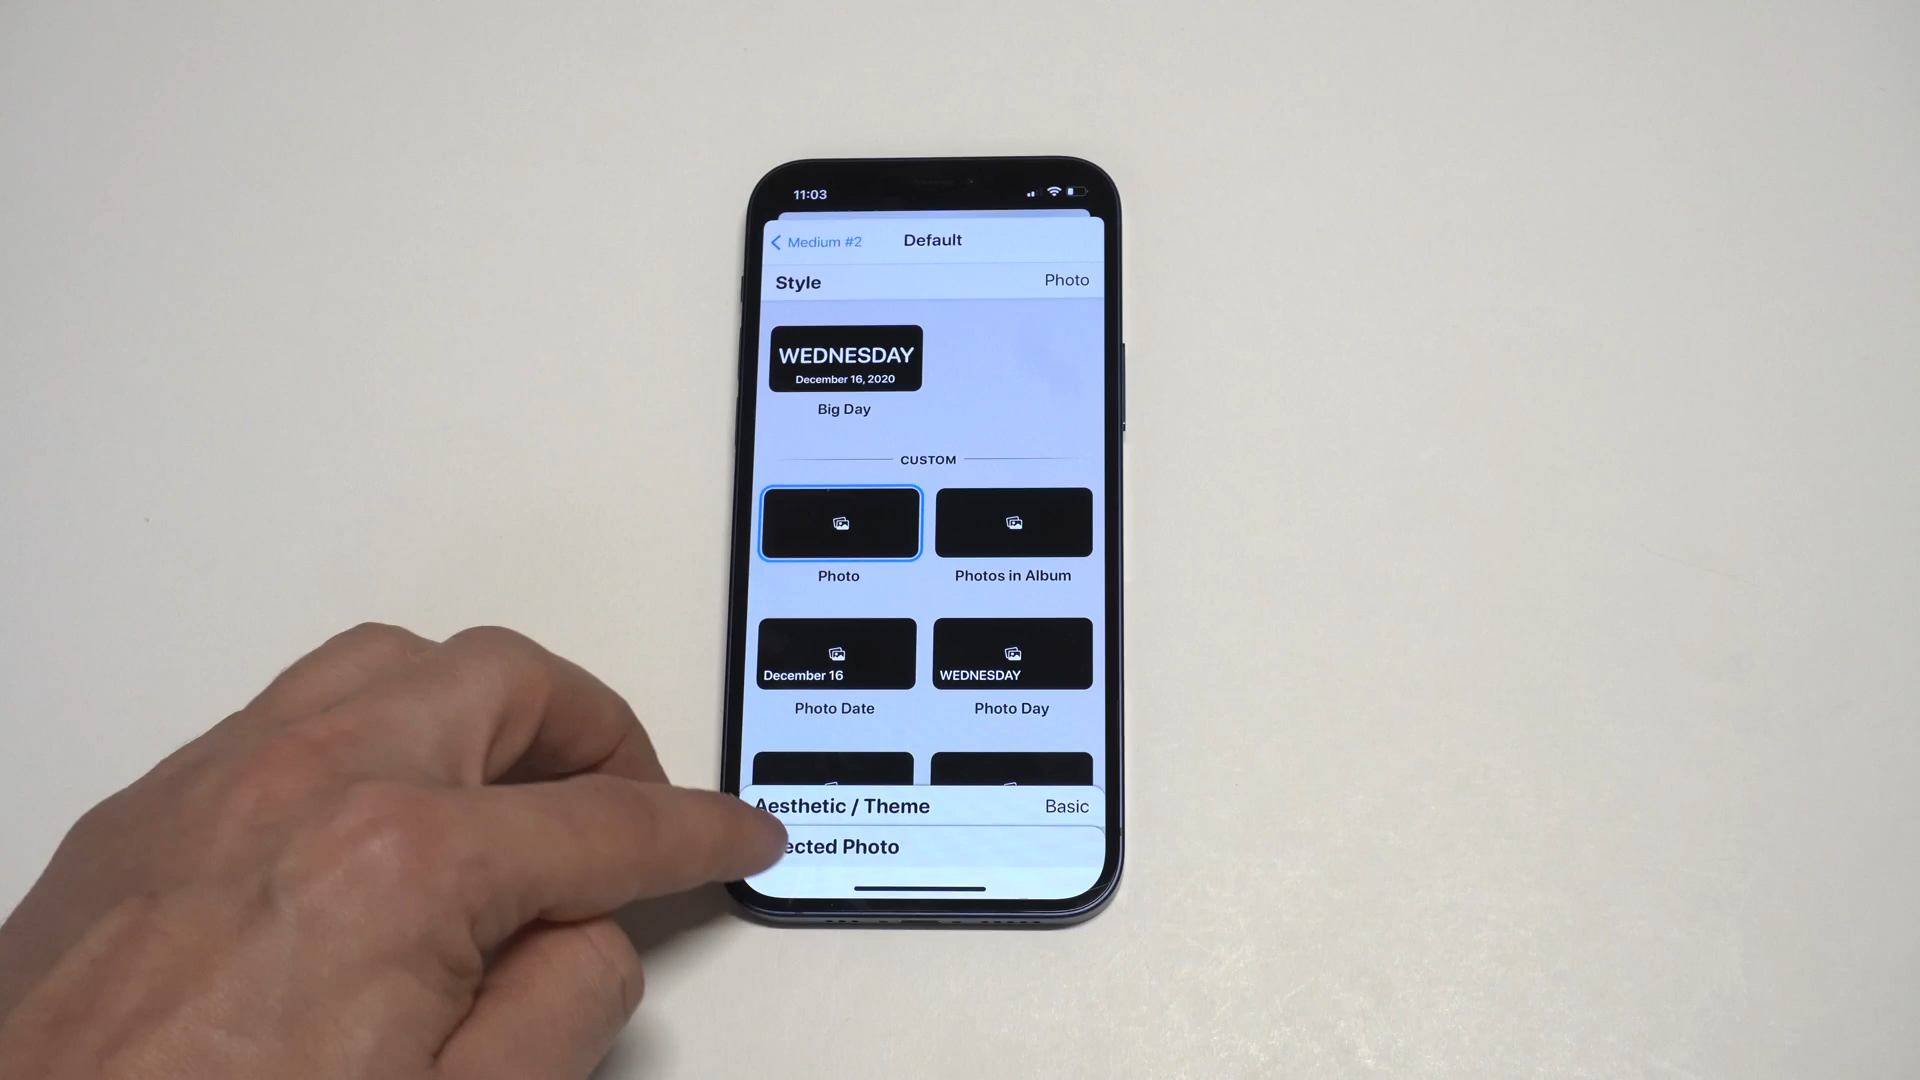 11:03
Medium #2 Default
Style Photo
WEDNESDAY
December 16, 2020
Big Day
CUSTOM
Photo Photos in Album
December 16 WEDNESDAY
Photo Date Photo Day
Aesthetic / Theme Basic
ected Photo